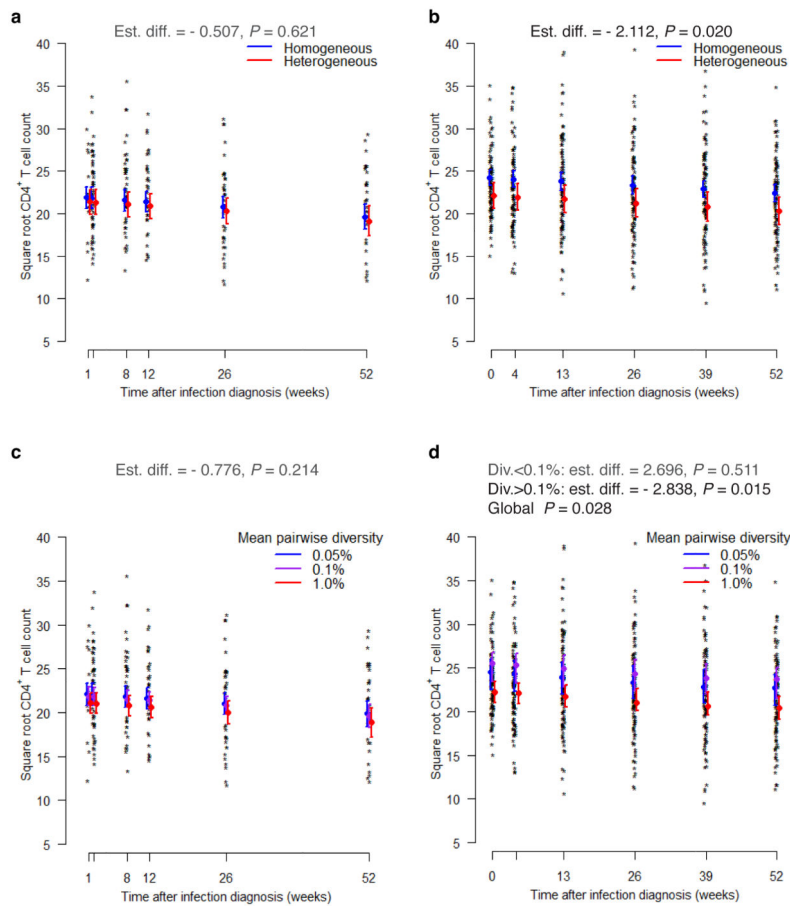 a
Est. diff. = - 0.507, P = 0.621
Homogeneous
Heterogeneous
40
35
30
25
20
15
10
5
Square root CD4+ T cell count
1 8 12 26 52
Time after infection diagnosis (weeks)
b
Est. diff. = - 2.112, P = 0.020
Homogeneous
Heterogeneous
40
35
30
25
20
15
10
5
Square root CD4+ T cell count
0 4 13 26 39 52
Time after infection diagnosis (weeks)
c
Est. diff. = - 0.776, P = 0.214
Mean pairwise diversity
0.05%
0.1%
1.0%
40
35
30
25
20
15
10
5
Square root CD4+ T cell count
1 8 12 26 52
Time after infection diagnosis (weeks)
d
Div.<0.1%: est. diff. = 2.696, P = 0.511
Div.>0.1%: est. diff. = - 2.838, P = 0.015
Global P = 0.028
Mean pairwise diversity
0.05%
0.1%
1.0%
40
35
30
25
20
15
10
5
Square root CD4+ T cell count
0 13 26 39 52
Time after infection diagnosis (weeks)